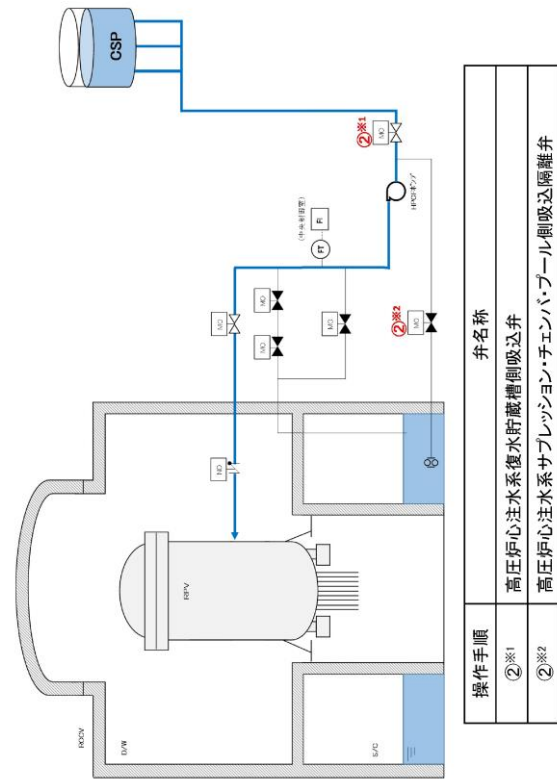 CSP
②※1
MO
HPCFポンプ
(中央制御室)
FI
FT
MO
MO
MO
MO
②※2
MO
NO
RPV
RCCV
D/W
S/C
操作手順 弁名称
②※1 高圧炉心注水系復水貯蔵槽側吸込弁
②※2 高圧炉心注水系サプレッション・チェンバ・プール側吸込隔離弁